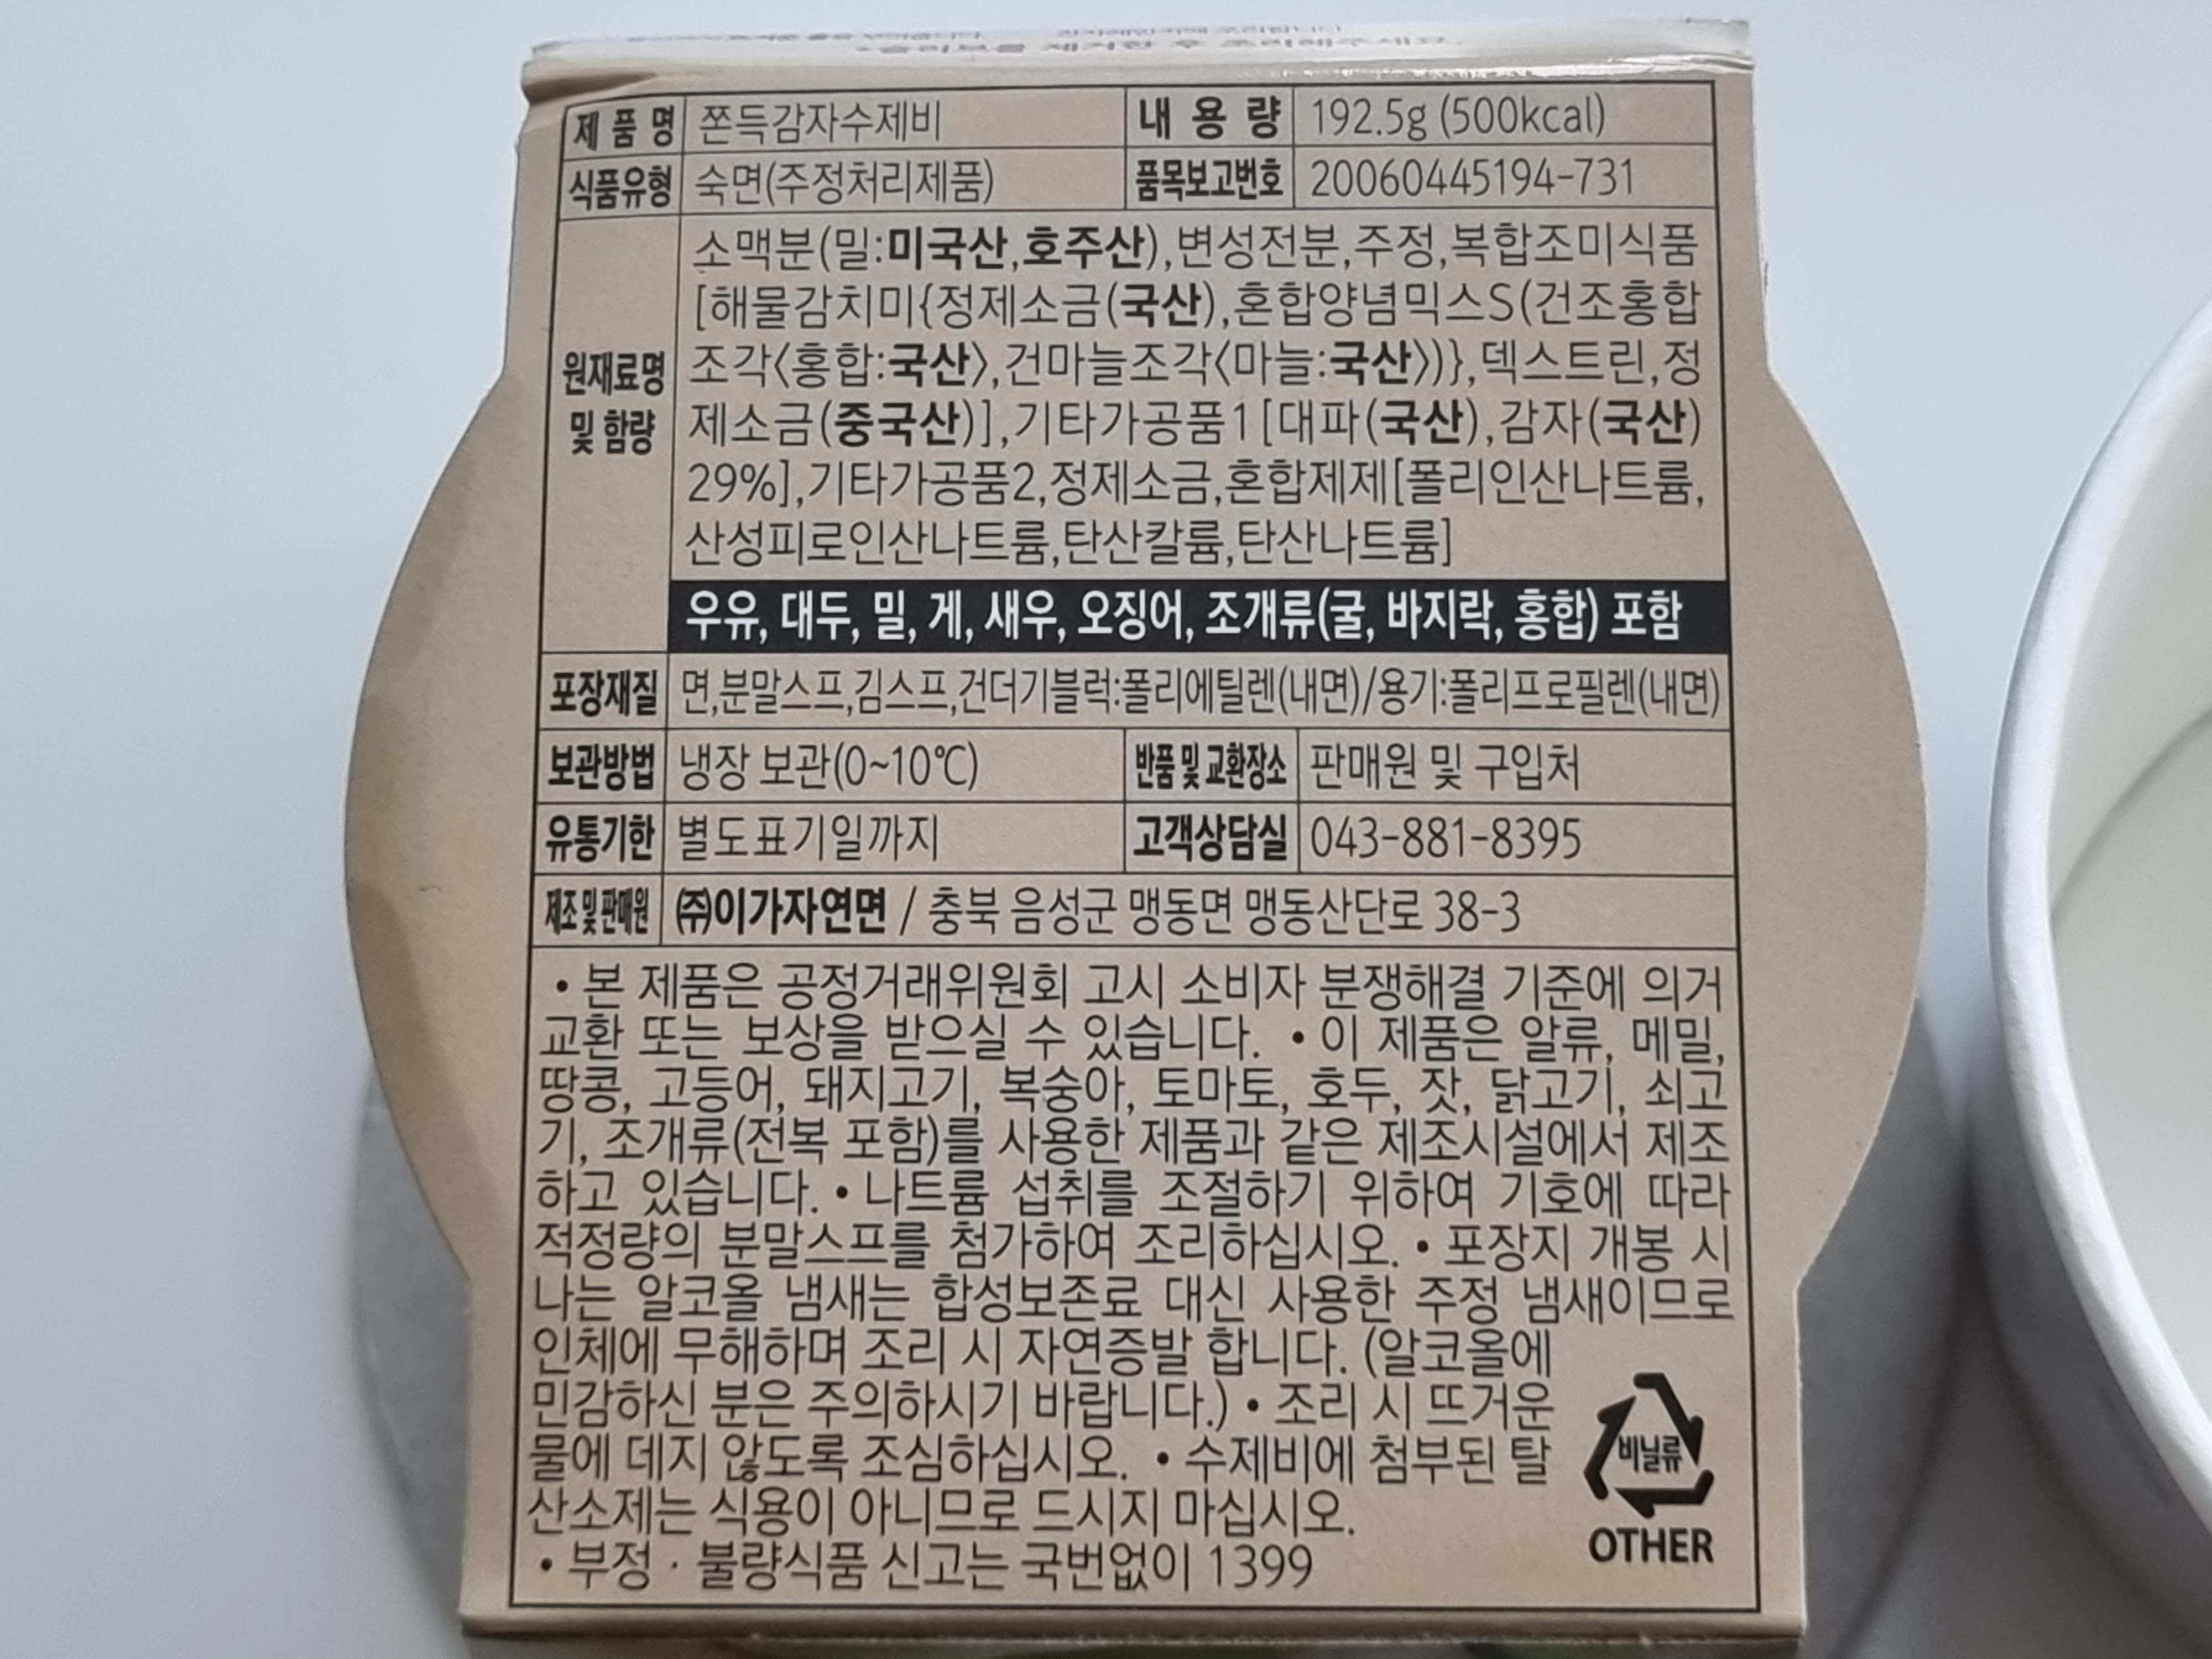 *슬리브를 제거한 후 조리해주세요.
제 품 명 쫀득감자수제비 내 용 량 192.5g (500kcal)
식품유형 숙면(주정처리제품) 품목보고번호 20060445194-731
원재료명 및 함량
소맥분(밀:미국산,호주산),변성전분,주정,복합조미식품
[해물감치미{정제소금(국산),혼합양념믹스S(건조홍합
조각〈홍합:국산〉,건마늘조각〈마늘:국산〉)},덱스트린,정
제소금(중국산)],기타가공품1[대파(국산),감자(국산)
29%],기타가공품2,정제소금,혼합제제[폴리인산나트륨,
산성피로인산나트륨,탄산칼륨,탄산나트륨]
우유, 대두, 밀, 게, 새우, 오징어, 조개류(굴, 바지락, 홍합) 포함
포장재질 면,분말스프,김스프,건더기블럭:폴리에틸렌(내면)/용기:폴리프로필렌(내면)
보관방법 냉장 보관(0~10℃) 반품 및 교환장소 판매원 및 구입처
유통기한 별도표기일까지 고객상담실 043-881-8395
제조 및 판매원 ㈜이가자연면 / 충북 음성군 맹동면 맹동산단로 38-3
• 본 제품은 공정거래위원회 고시 소비자 분쟁해결 기준에 의거
교환 또는 보상을 받으실 수 있습니다. • 이 제품은 알류, 메밀,
땅콩, 고등어, 돼지고기, 복숭아, 토마토, 호두, 잣, 닭고기, 쇠고
기, 조개류(전복 포함)를 사용한 제품과 같은 제조시설에서 제조
하고 있습니다. • 나트륨 섭취를 조절하기 위하여 기호에 따라
적정량의 분말스프를 첨가하여 조리하십시오. • 포장지 개봉 시
나는 알코올 냄새는 합성보존료 대신 사용한 주정 냄새이므로
인체에 무해하며 조리 시 자연증발 합니다. (알코올에
민감하신 분은 주의하시기 바랍니다.) • 조리 시 뜨거운
물에 데지 않도록 조심하십시오. • 수제비에 첨부된 탈
산소제는 식용이 아니므로 드시지 마십시오.
• 부정 · 불량식품 신고는 국번없이 1399
비닐류
OTHER